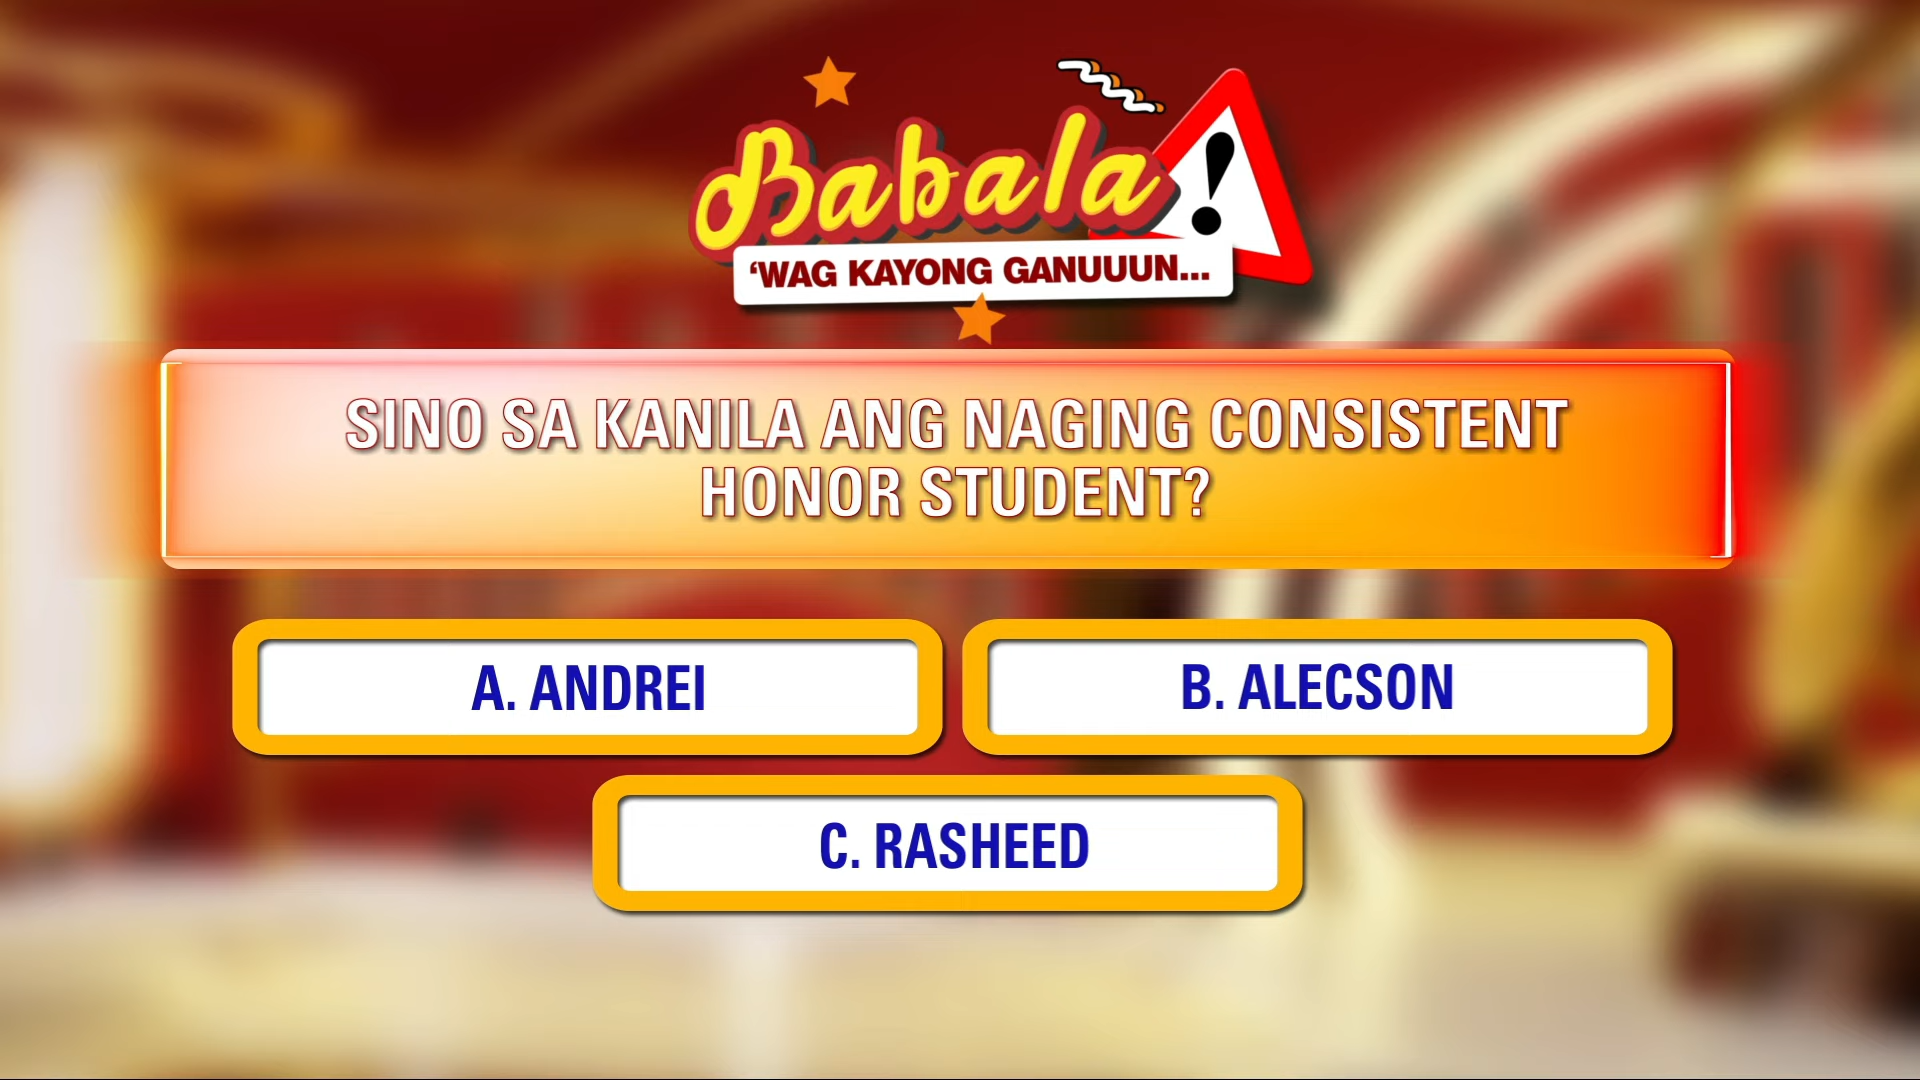 Babala
‘WAG KAYONG GANUUUN...
SINO SA KANILA ANG NAGING CONSISTENT
HONOR STUDENT?
A. ANDREI
B. ALECSON
C. RASHEED